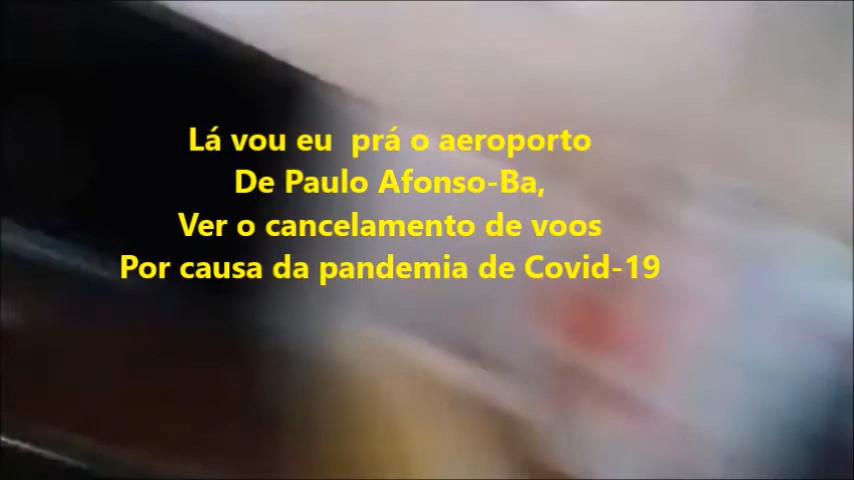 Lá vou eu  prá o aeroporto
De Paulo Afonso-Ba,
Ver o cancelamento de voos
Por causa da pandemia de Covid-19